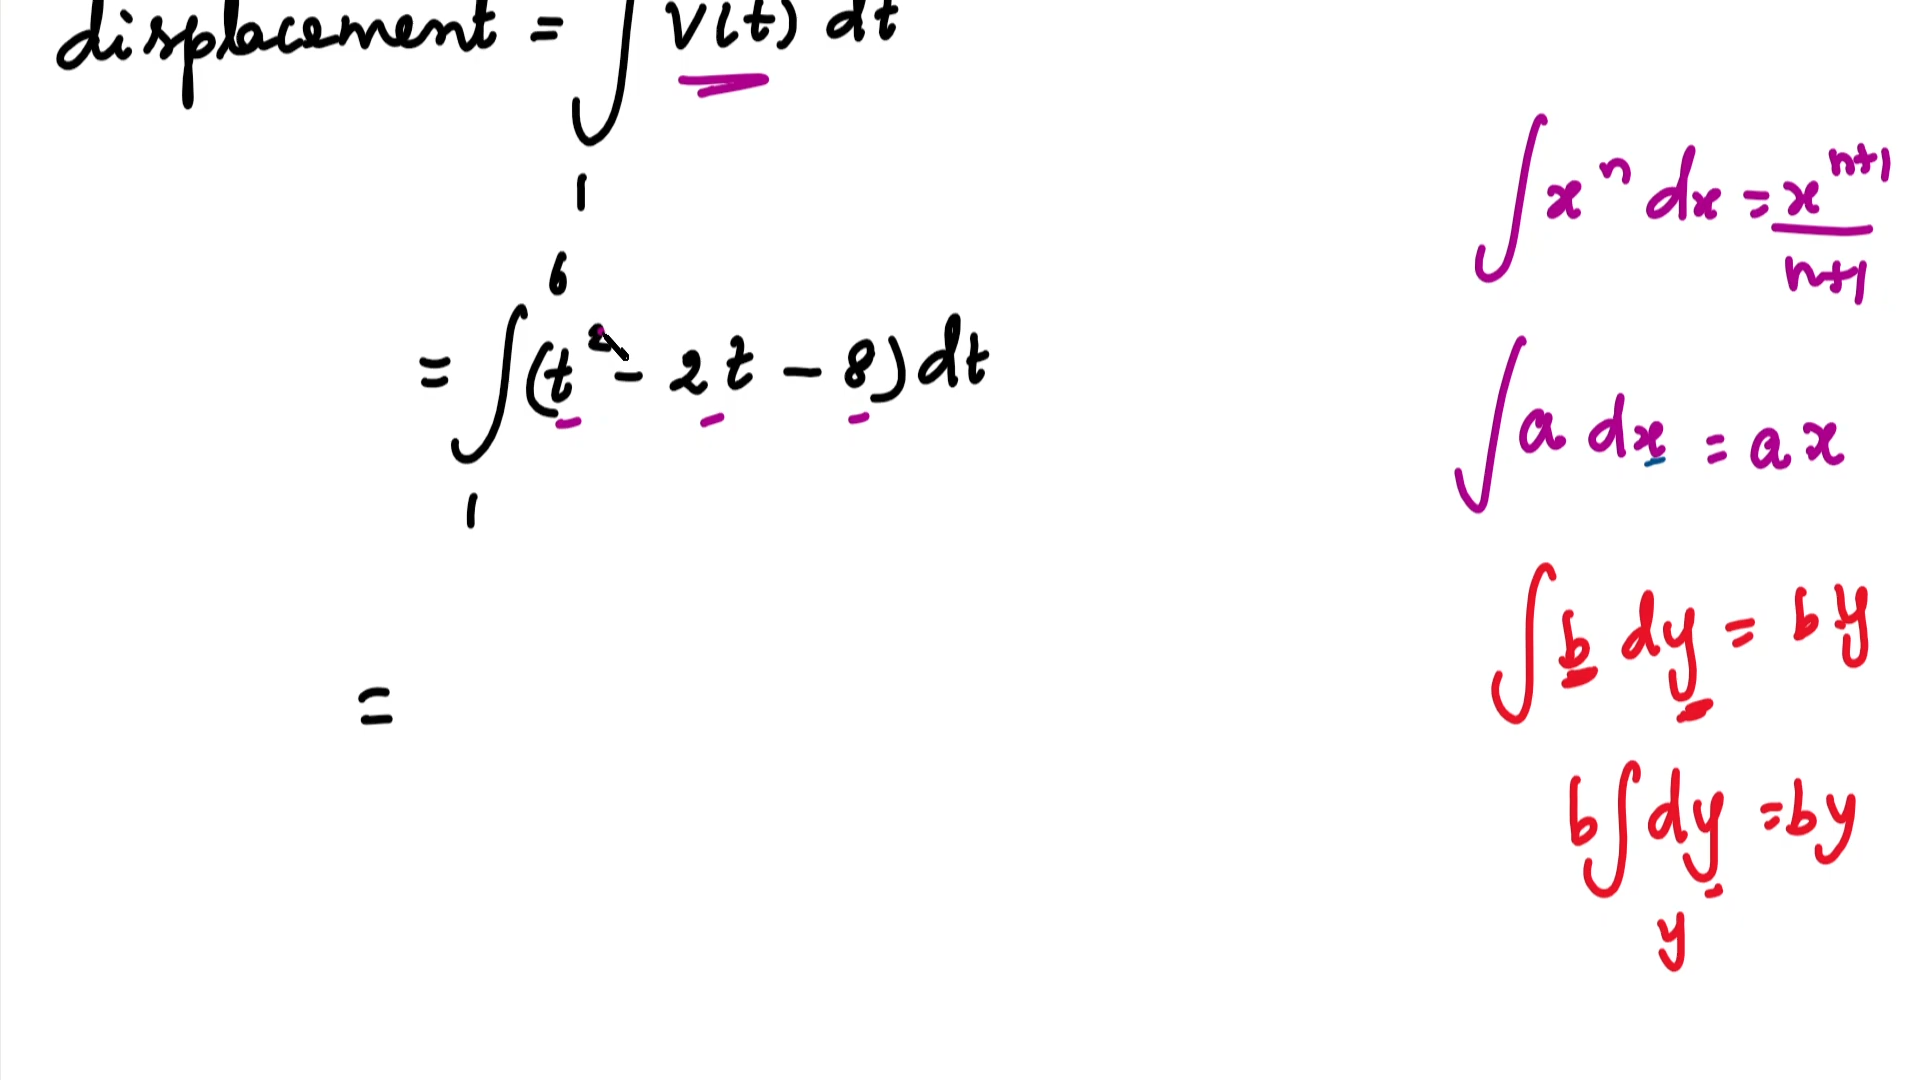 displacement = ∫ v(t) dt
1
6
= ∫ (t² - 2t - 8) dt
1
=
∫ xⁿ dx = xⁿ⁺¹
n+1
∫ a dx = ax
∫ b dy = by
b ∫ dy = by
y